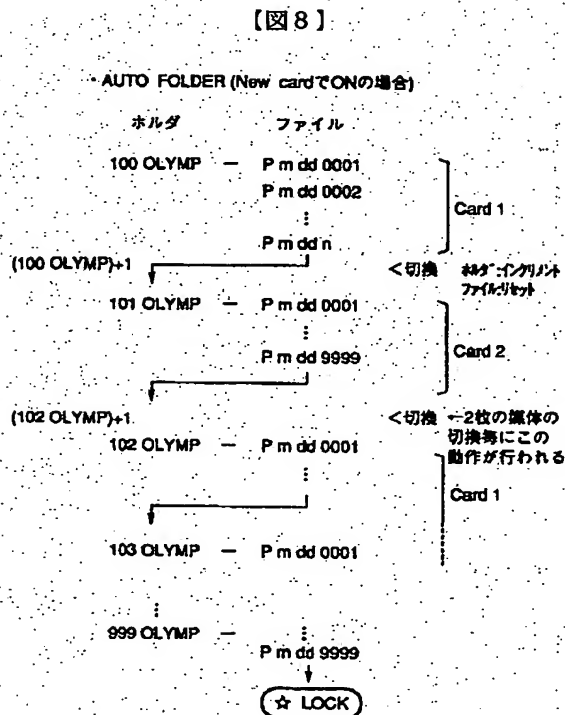 【図8】
・AUTO FOLDER (New cardでONの場合)
ホルダ ファイル
100 OLYMP — P m dd 0001
P m dd 0002
⋮
P m dd n
Card 1
(100 OLYMP)+1
<切換 ホルダ:インクリメント
ファイル:リセット
101 OLYMP — P m dd 0001
⋮
P m dd 9999
Card 2
(102 OLYMP)+1
<切換 ←2枚の媒体の
切換毎にこの
動作が行われる
102 OLYMP — P m dd 0001
⋮
Card 1
103 OLYMP — P m dd 0001
⋮
999 OLYMP — ⋮
P m dd 9999
☆ LOCK